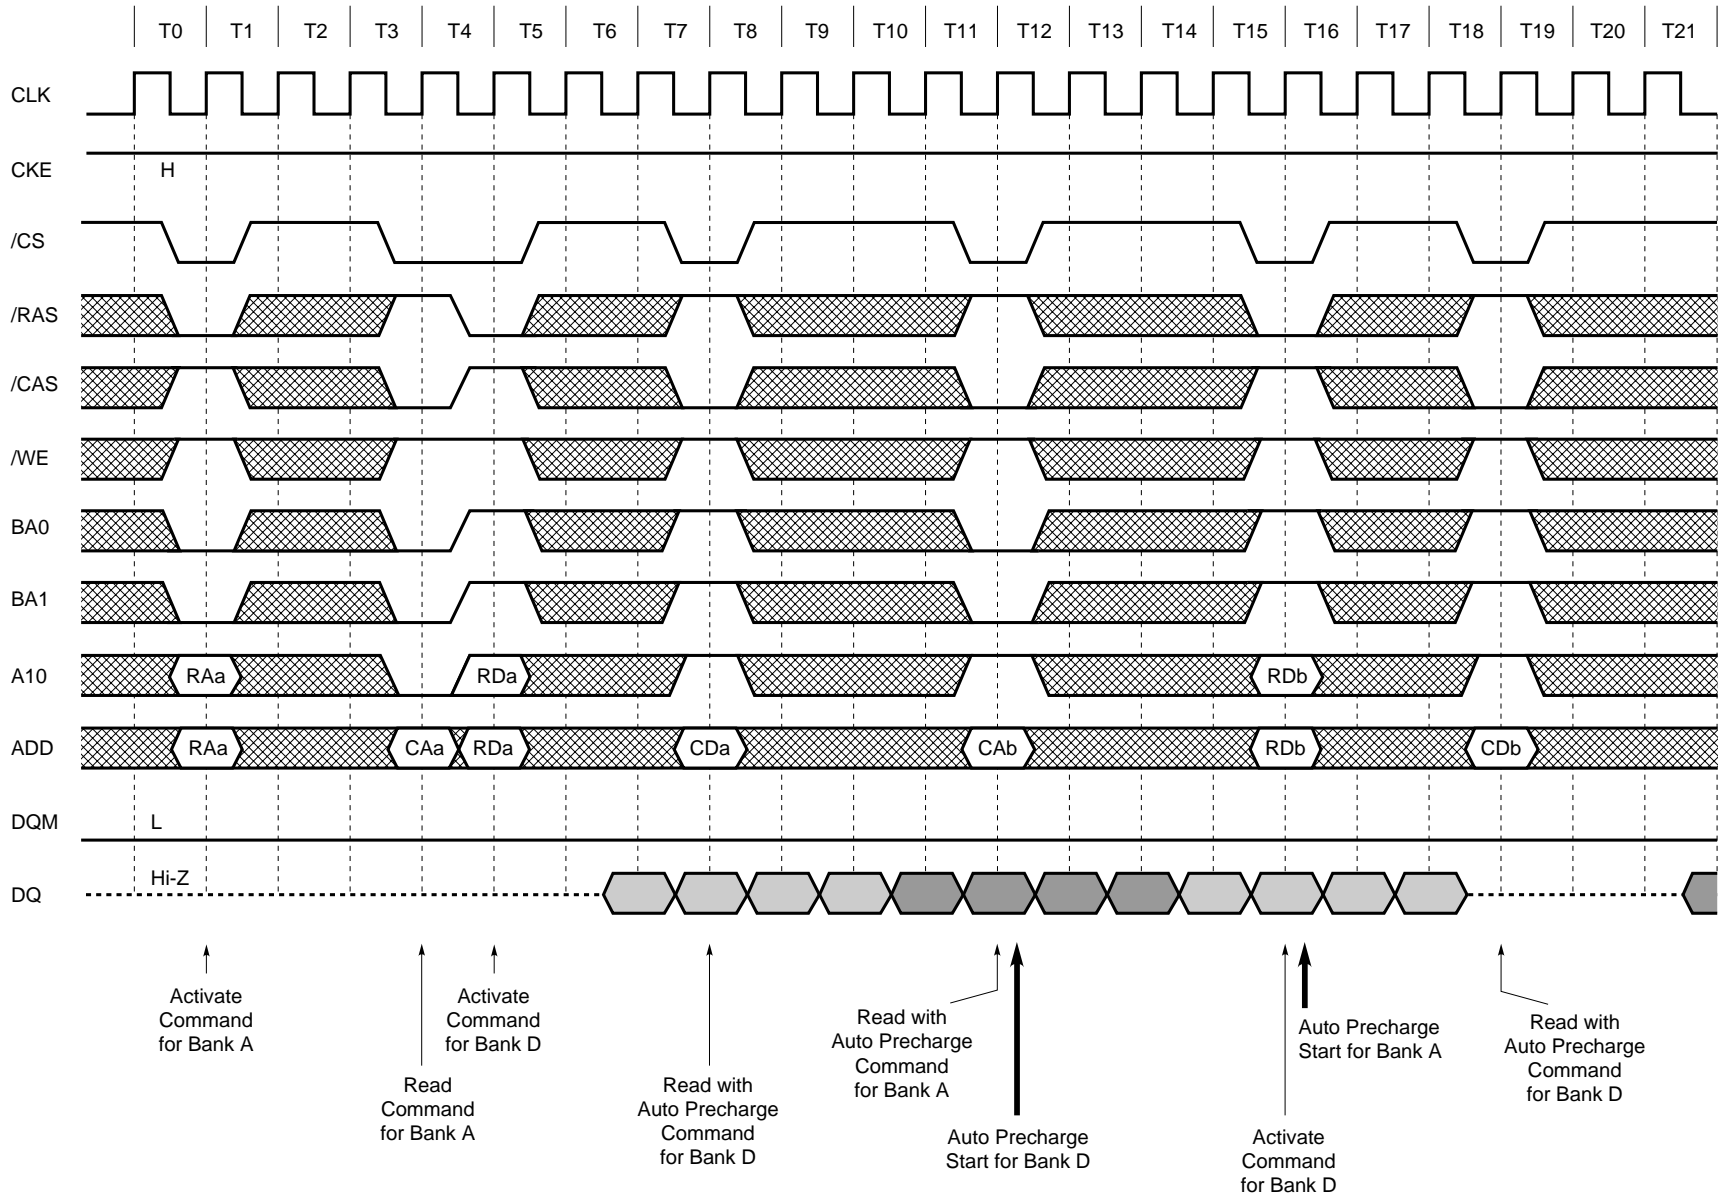 T0 T1 T2 T3 T4 T5 T6 T7 T8 T9 T10 T11 T12 T13 T14 T15 T16 T17 T18 T19 T20 T21
CLK
CKE H
/CS
/RAS
/CAS
/WE
BA0
BA1
A10 RAa RDa RDb
ADD RAa CAa RDa CDa CAb RDb CDb
DQM L
DQ Hi-Z
Activate
Command
for Bank A
Read
Command
for Bank A
Activate
Command
for Bank D
Read with
Auto Precharge
Command
for Bank D
Read with
Auto Precharge
Command
for Bank A
Auto Precharge
Start for Bank D
Activate
Command
for Bank D
Auto Precharge
Start for Bank A
Read with
Auto Precharge
Command
for Bank D